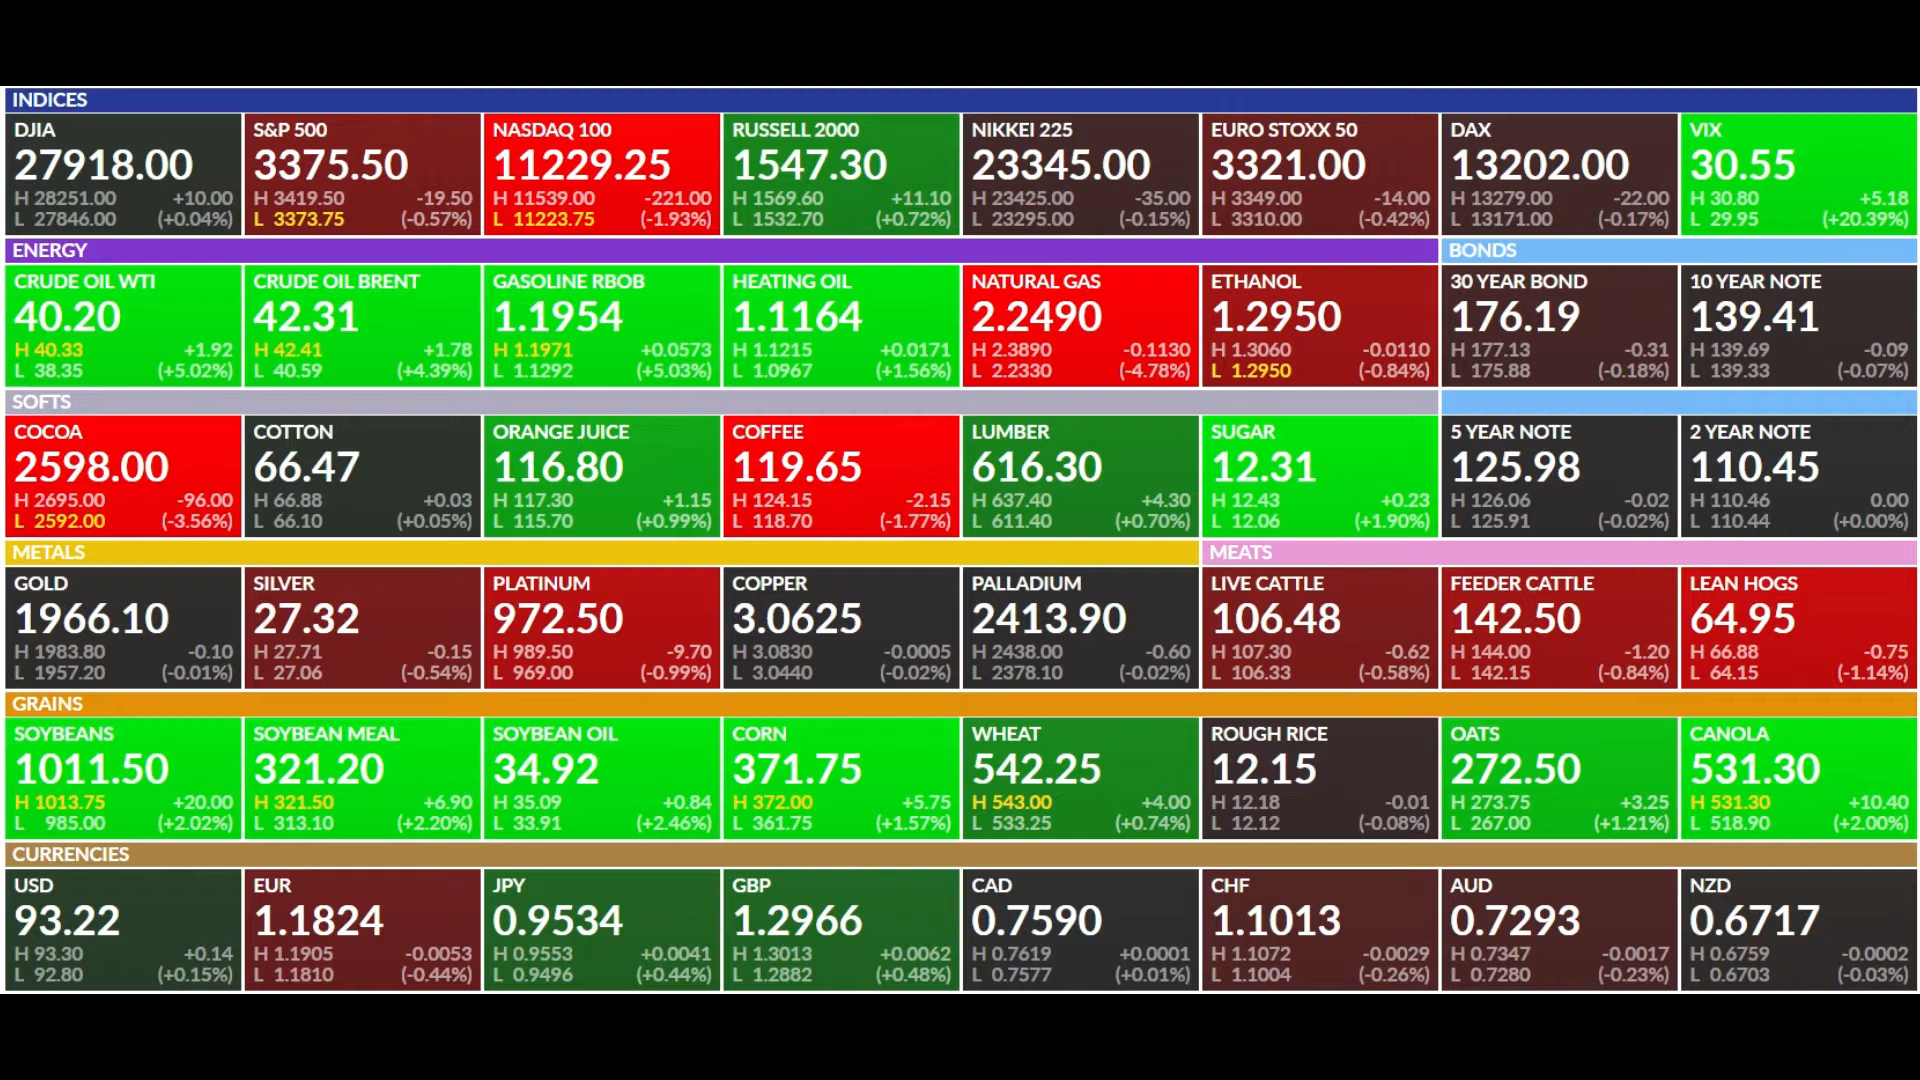 INDICES
DJIA
27918.00
H 28251.00 +10.00
L 27846.00 (+0.04%)
S&P 500
3375.50
H 3419.50 -19.50
L 3373.75 (-0.57%)
NASDAQ 100
11229.25
H 11539.00 -221.00
L 11223.75 (-1.93%)
RUSSELL 2000
1547.30
H 1569.60 +11.10
L 1532.70 (+0.72%)
NIKKEI 225
23345.00
H 23425.00 -35.00
L 23295.00 (-0.15%)
EURO STOXX 50
3321.00
H 3349.00 -14.00
L 3310.00 (-0.42%)
DAX
13202.00
H 13279.00 -22.00
L 13171.00 (-0.17%)
VIX
30.55
H 30.80 +5.18
L 29.95 (+20.39%)
ENERGY
CRUDE OIL WTI
40.20
H 40.33 +1.92
L 38.35 (+5.02%)
CRUDE OIL BRENT
42.31
H 42.41 +1.78
L 40.59 (+4.39%)
GASOLINE RBOB
1.1954
H 1.1971 +0.0573
L 1.1292 (+5.03%)
HEATING OIL
1.1164
H 1.1215 +0.0171
L 1.0967 (+1.56%)
NATURAL GAS
2.2490
H 2.3890 -0.1130
L 2.2330 (-4.78%)
ETHANOL
1.2950
H 1.3060 -0.0110
L 1.2950 (-0.84%)
BONDS
30 YEAR BOND
176.19
H 177.13 -0.31
L 175.88 (-0.18%)
10 YEAR NOTE
139.41
H 139.69 -0.09
L 139.33 (-0.07%)
SOFTS
COCOA
2598.00
H 2695.00 -96.00
L 2592.00 (-3.56%)
COTTON
66.47
H 66.88 +0.03
L 66.10 (+0.05%)
ORANGE JUICE
116.80
H 117.30 +1.15
L 115.70 (+0.99%)
COFFEE
119.65
H 124.15 -2.15
L 118.70 (-1.77%)
LUMBER
616.30
H 637.40 +4.30
L 611.40 (+0.70%)
SUGAR
12.31
H 12.43 +0.23
L 12.06 (+1.90%)
5 YEAR NOTE
125.98
H 126.06 -0.02
L 125.91 (-0.02%)
2 YEAR NOTE
110.45
H 110.46 0.00
L 110.44 (+0.00%)
METALS
GOLD
1966.10
H 1983.80 -0.10
L 1957.20 (-0.01%)
SILVER
27.32
H 27.71 -0.15
L 27.06 (-0.54%)
PLATINUM
972.50
H 989.50 -9.70
L 969.00 (-0.99%)
COPPER
3.0625
H 3.0830 -0.0005
L 3.0440 (-0.02%)
PALLADIUM
2413.90
H 2438.00 -0.60
L 2378.10 (-0.02%)
MEATS
LIVE CATTLE
106.48
H 107.30 -0.62
L 106.33 (-0.58%)
FEEDER CATTLE
142.50
H 144.00 -1.20
L 142.15 (-0.84%)
LEAN HOGS
64.95
H 66.88 -0.75
L 64.15 (-1.14%)
GRAINS
SOYBEANS
1011.50
H 1013.75 +20.00
L 985.00 (+2.02%)
SOYBEAN MEAL
321.20
H 321.50 +6.90
L 313.10 (+2.20%)
SOYBEAN OIL
34.92
H 35.09 +0.84
L 33.91 (+2.46%)
CORN
371.75
H 372.00 +5.75
L 361.75 (+1.57%)
WHEAT
542.25
H 543.00 +4.00
L 533.25 (+0.74%)
ROUGH RICE
12.15
H 12.18 -0.01
L 12.12 (-0.08%)
OATS
272.50
H 273.75 +3.25
L 267.00 (+1.21%)
CANOLA
531.30
H 531.30 +10.40
L 518.90 (+2.00%)
CURRENCIES
USD
93.22
H 93.30 +0.14
L 92.80 (+0.15%)
EUR
1.1824
H 1.1905 -0.0053
L 1.1810 (-0.44%)
JPY
0.9534
H 0.9553 +0.0041
L 0.9496 (+0.44%)
GBP
1.2966
H 1.3013 +0.0062
L 1.2882 (+0.48%)
CAD
0.7590
H 0.7619 +0.0001
L 0.7577 (+0.01%)
CHF
1.1013
H 1.1072 -0.0029
L 1.1004 (-0.26%)
AUD
0.7293
H 0.7347 -0.0017
L 0.7280 (-0.23%)
NZD
0.6717
H 0.6759 -0.0002
L 0.6703 (-0.03%)